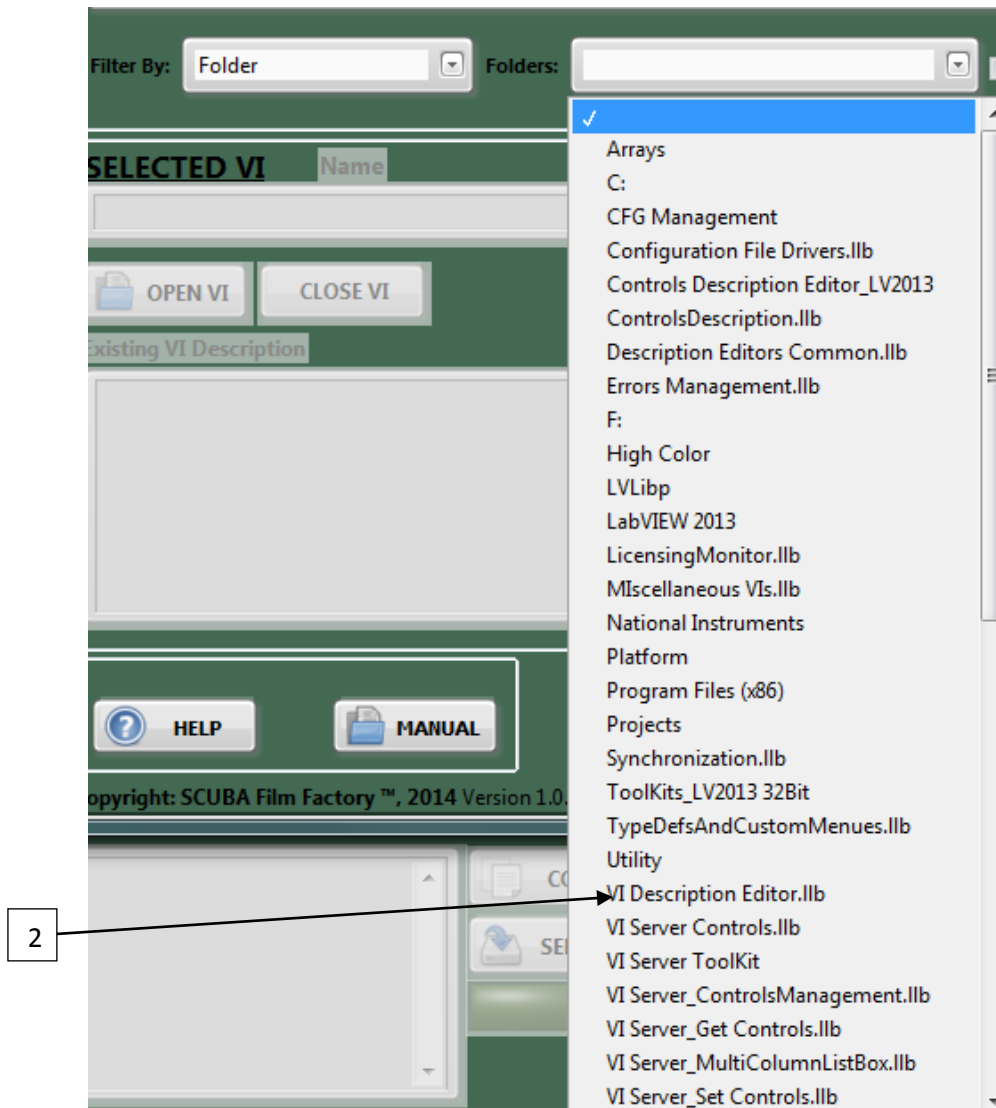 Filter By: Folder Folders:
✓
SELECTED VI Name
Arrays
C:
CFG Management
Configuration File Drivers.llb
OPEN VI CLOSE VI
Controls Description Editor_LV2013
ControlsDescription.llb
Existing VI Description
Description Editors Common.llb
Errors Management.llb
F:
High Color
LVLibp
LabVIEW 2013
LicensingMonitor.llb
MIscellaneous VIs.llb
National Instruments
Platform
Program Files (x86)
HELP MANUAL
Projects
Synchronization.llb
opyright: SCUBA Film Factory ™, 2014 Version 1.0.
ToolKits_LV2013 32Bit
TypeDefsAndCustomMenues.llb
Utility
VI Description Editor.llb
2
VI Server Controls.llb
VI Server ToolKit
VI Server_ControlsManagement.llb
VI Server_Get Controls.llb
VI Server_MultiColumnListBox.llb
VI Server_Set Controls.llb